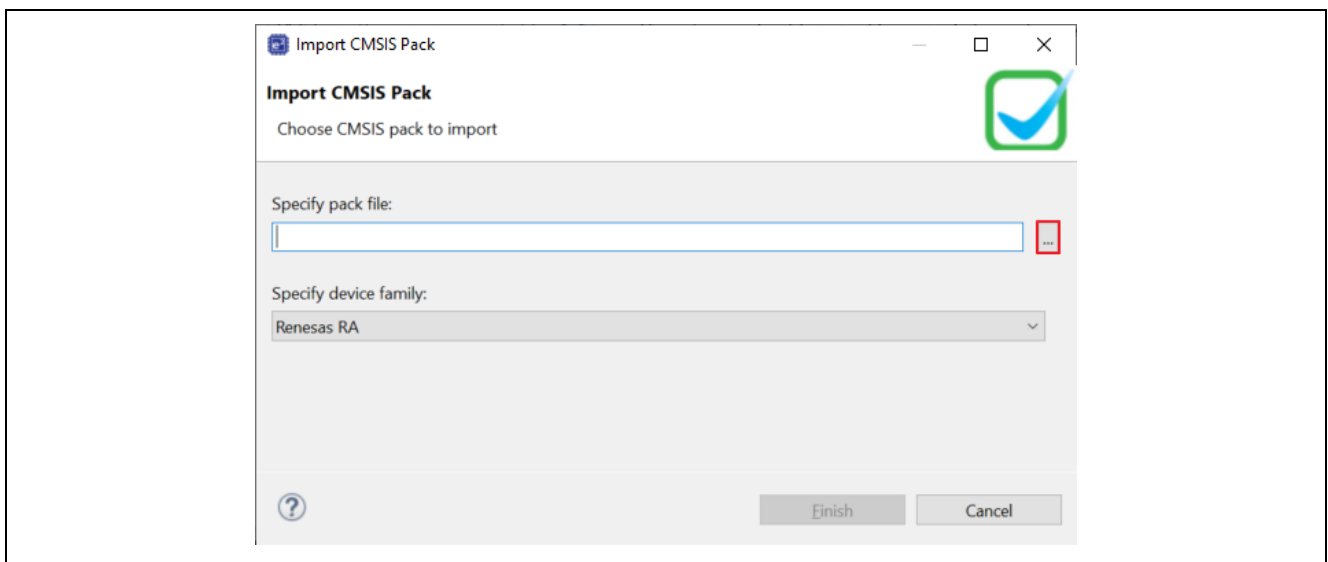 Import CMSIS Pack
Import CMSIS Pack
Choose CMSIS pack to import
Specify pack file:
...
Specify device family:
Renesas RA
?
Finish
Cancel